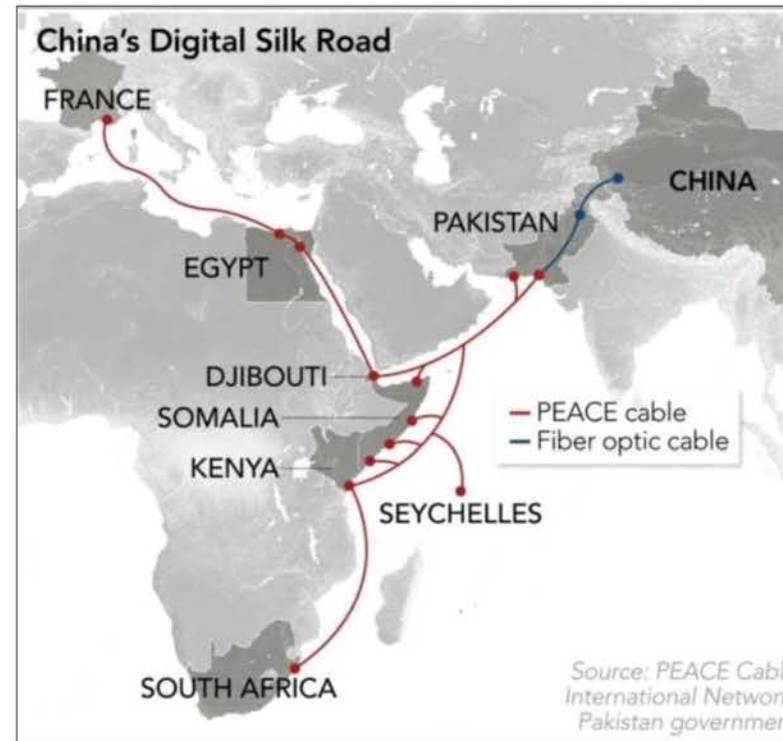 China's Digital Silk Road
FRANCE
CHINA
PAKISTAN
EGYPT
DJIBOUTI
SOMALIA
PEACE cable
Fiber optic cable
KENYA
SEYCHELLES
SOUTH AFRICA
Source: PEACE Cabl
International Networ
Pakistan governmen